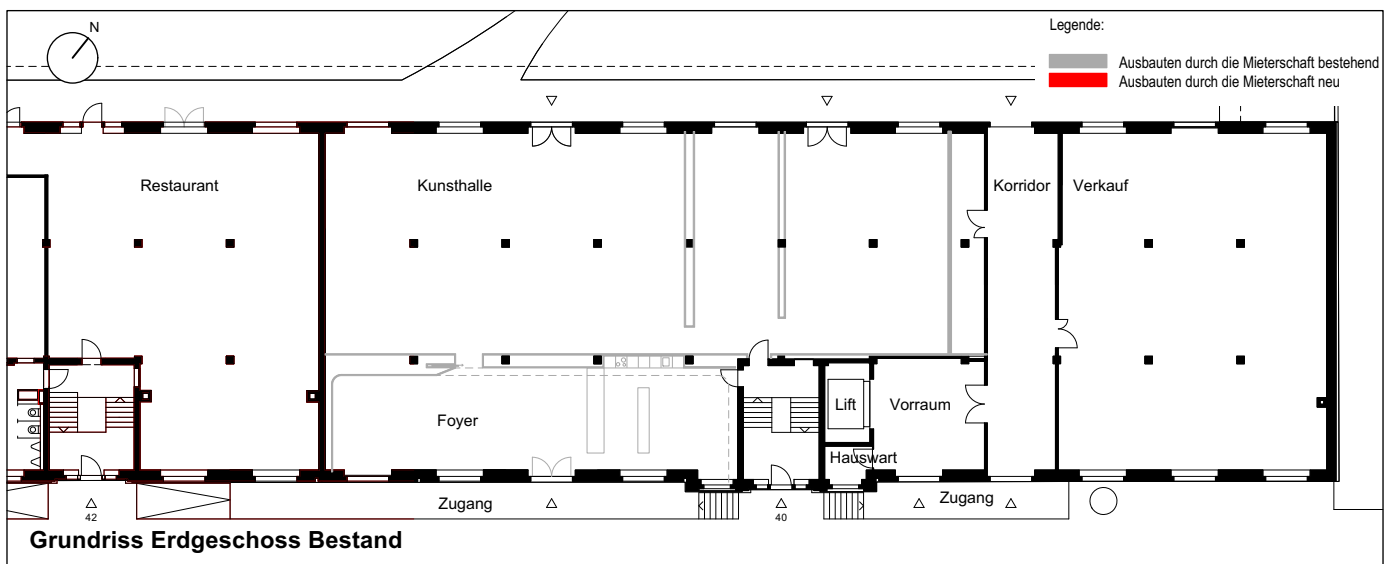 N
Legende:
Ausbauten durch die Mieterschaft bestehend
Ausbauten durch die Mieterschaft neu
Restaurant
Kunsthalle
Korridor
Verkauf
Foyer
Lift
Vorraum
Hauswart
Zugang
Zugang
42
40
Grundriss Erdgeschoss Bestand